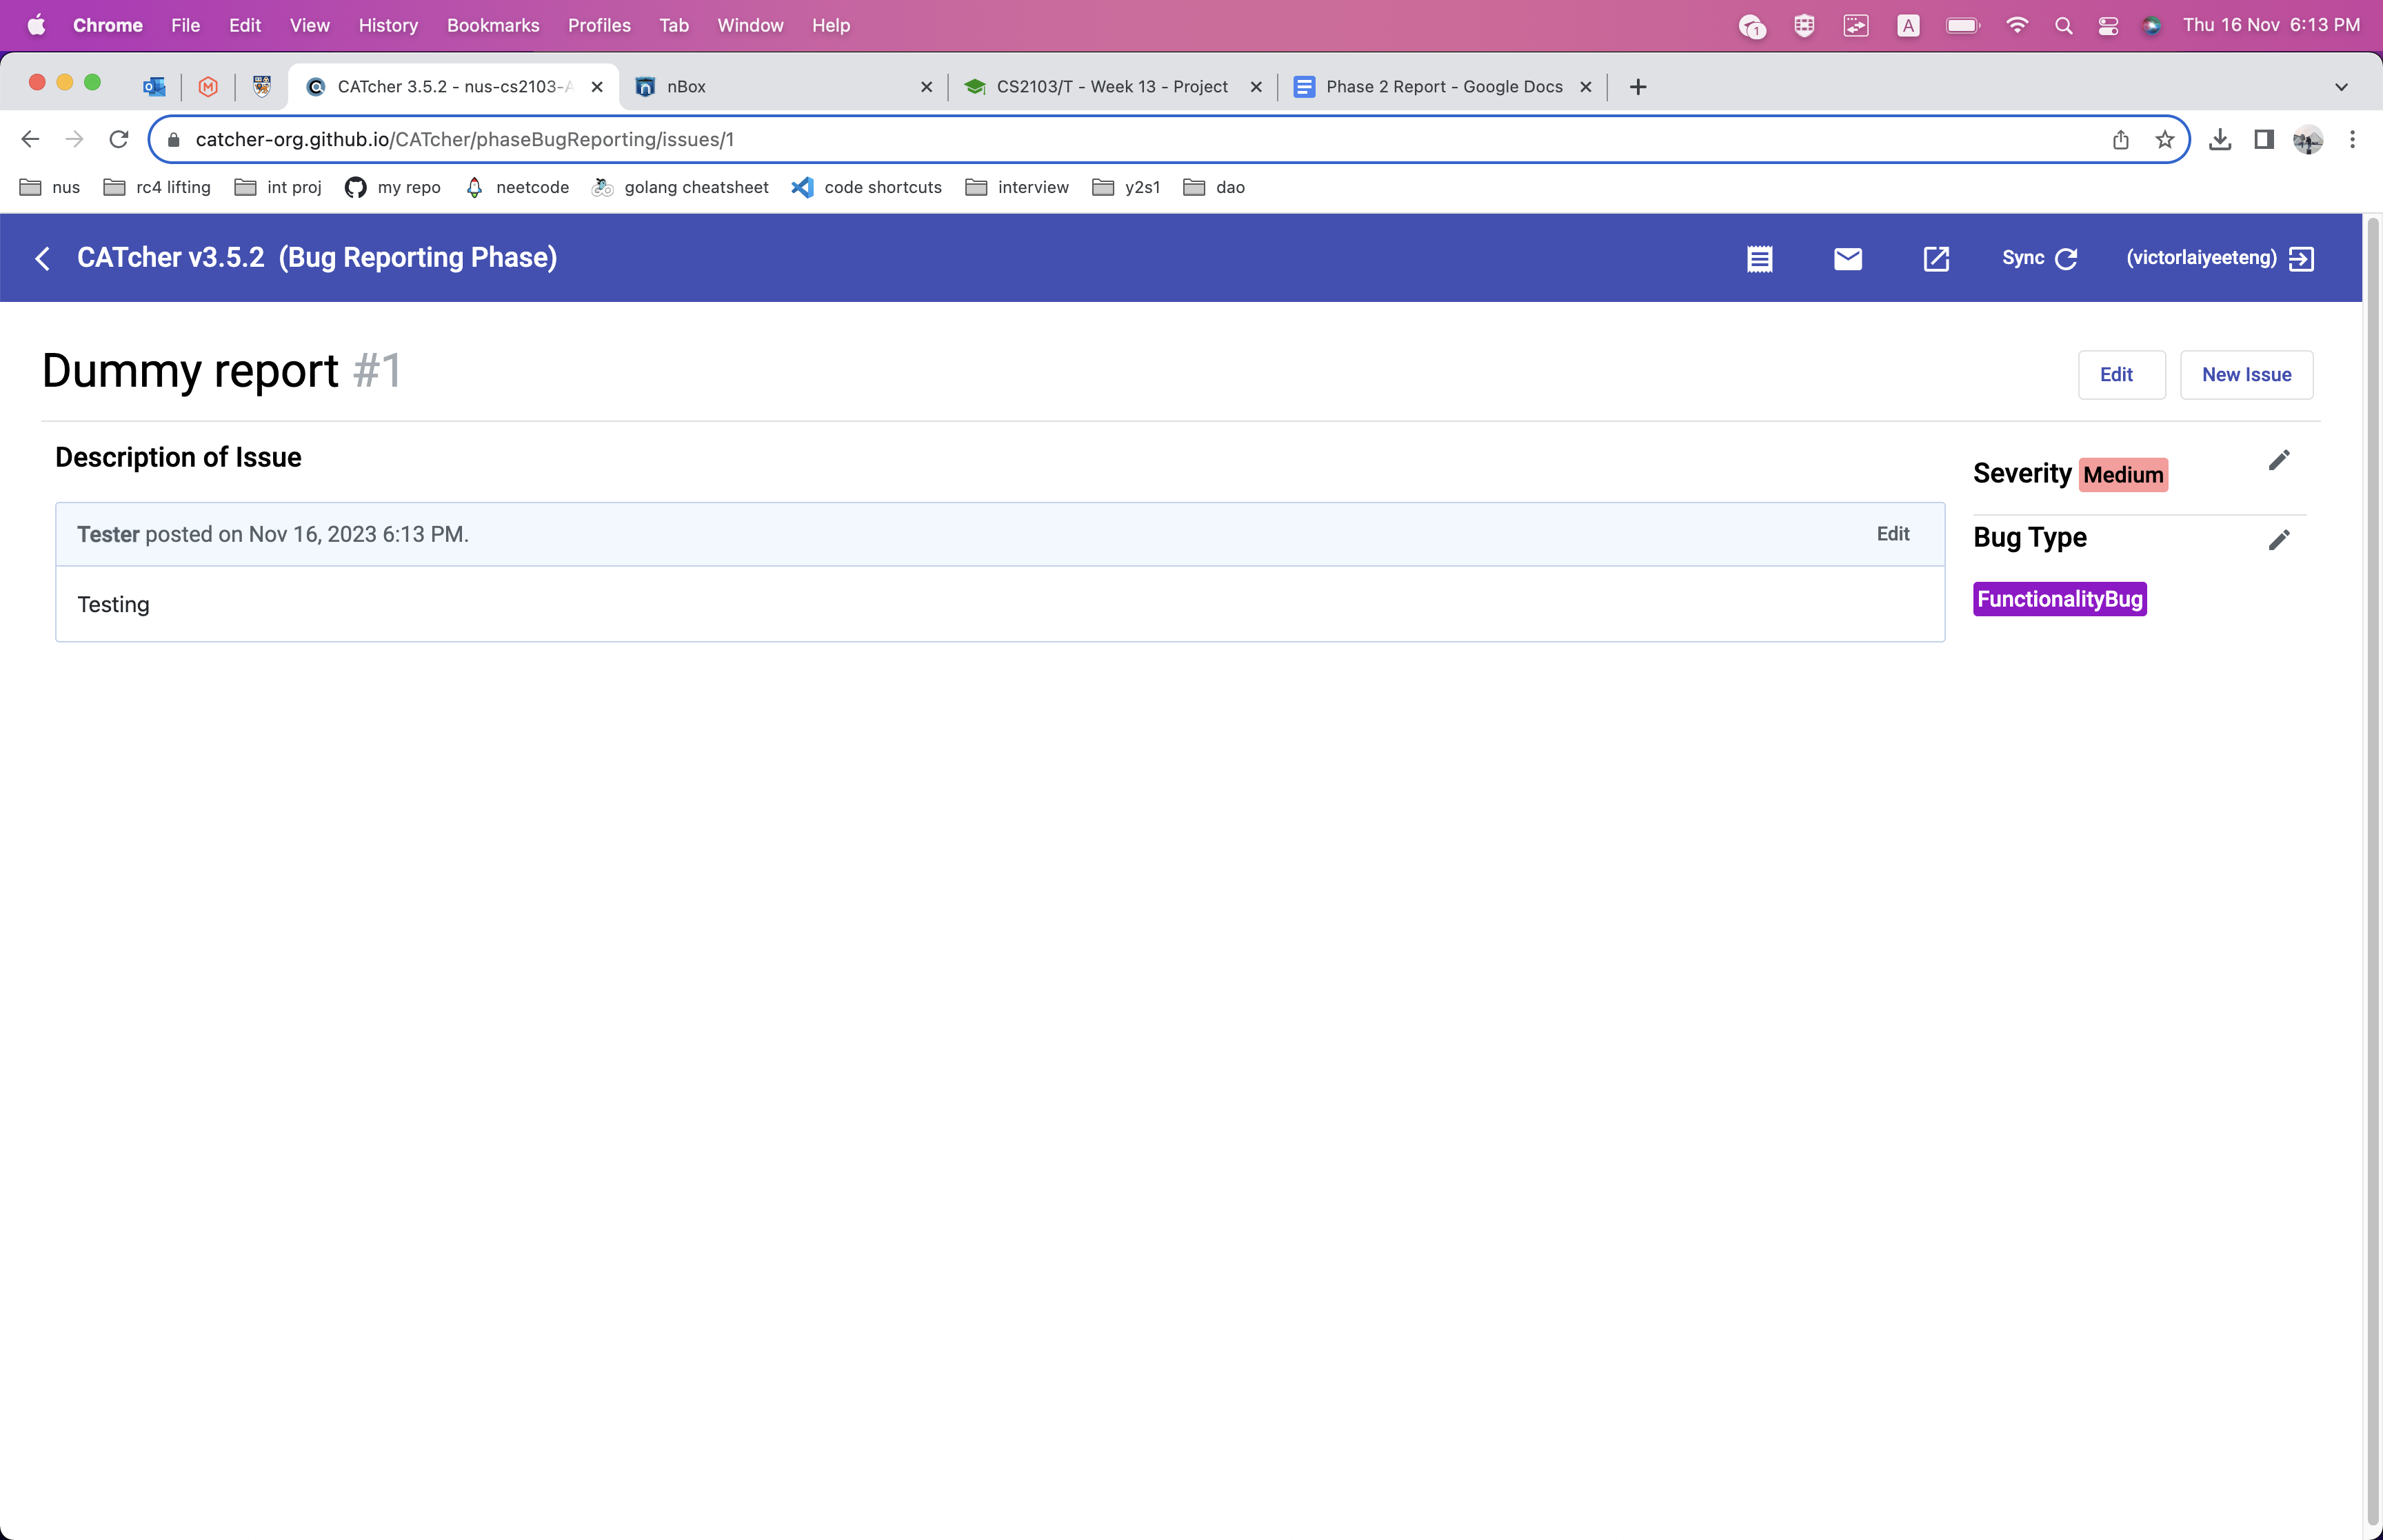 Chrome File Edit View History Bookmarks Profiles Tab Window Help 1 A Thu 16 Nov 6:13 PM
CATcher 3.5.2 - nus-cs2103-A nBox CS2103/T - Week 13 - Project Phase 2 Report - Google Docs
catcher-org.github.io/CATcher/phaseBugReporting/issues/1
nus rc4 lifting int proj my repo neetcode golang cheatsheet code shortcuts interview y2s1 dao
CATcher v3.5.2 (Bug Reporting Phase) Sync (victorlaiyeeteng)
Dummy report #1 Edit New Issue
Description of Issue
Severity Medium
Tester posted on Nov 16, 2023 6:13 PM. Edit
Bug Type
Testing
FunctionalityBug